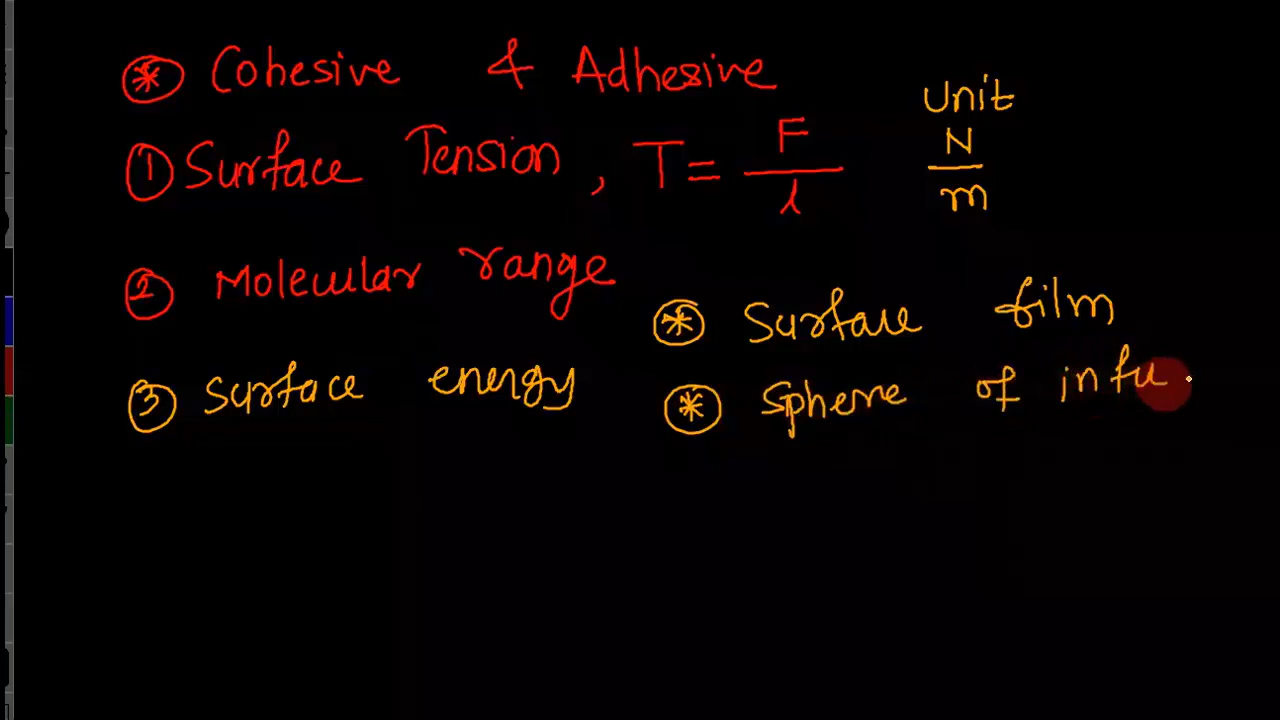 * Cohesive & Adhesive
Unit
① Surface Tension, T = F/l N/m
② Molecular range
* Surface film
③ Surface energy
* Sphere of influ